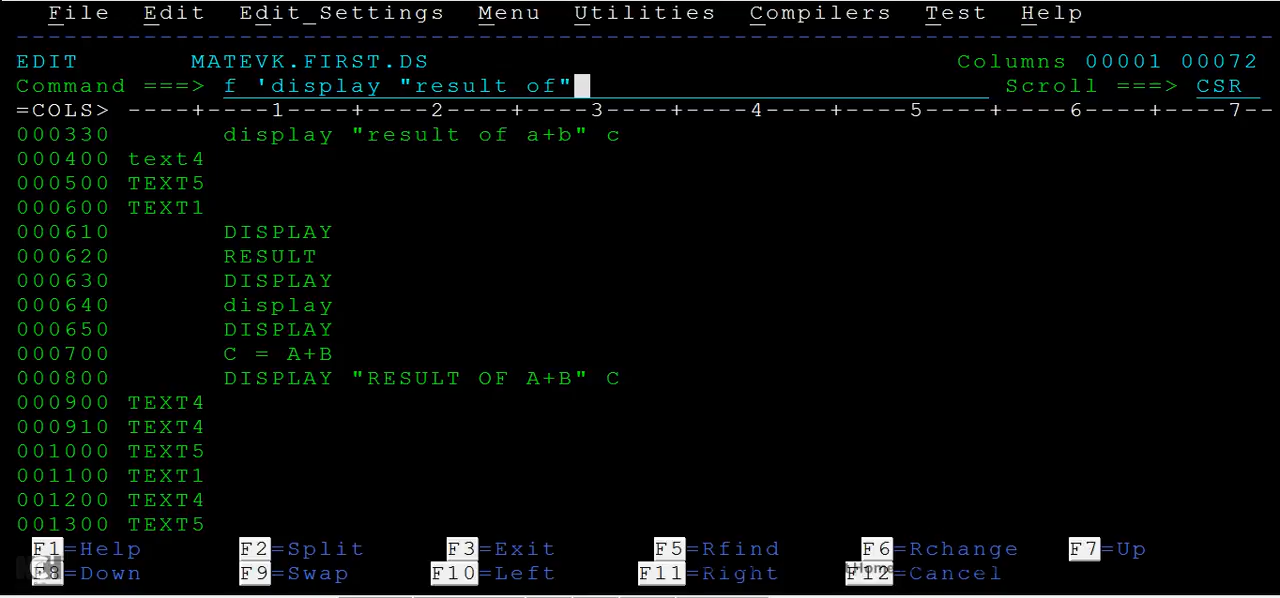 File Edit Edit_Settings Menu Utilities Compilers Test Help
EDIT MATEVK.FIRST.DS Columns 00001 00072
Command ===> f 'display "result of" Scroll ===> CSR
=COLS> ----+----1----+----2----+----3----+----4----+----5----+----6----+----7--
000330 display "result of a+b" c
000400 text4
000500 TEXT5
000600 TEXT1
000610 DISPLAY
000620 RESULT
000630 DISPLAY
000640 display
000650 DISPLAY
000700 C = A+B
000800 DISPLAY "RESULT OF A+B" C
000900 TEXT4
000910 TEXT4
001000 TEXT5
001100 TEXT1
001200 TEXT4
001300 TEXT5
F1=Help F2=Split F3=Exit F5=Rfind F6=Rchange F7=Up
F8=Down F9=Swap F10=Left F11=Right F12=Cancel
Home